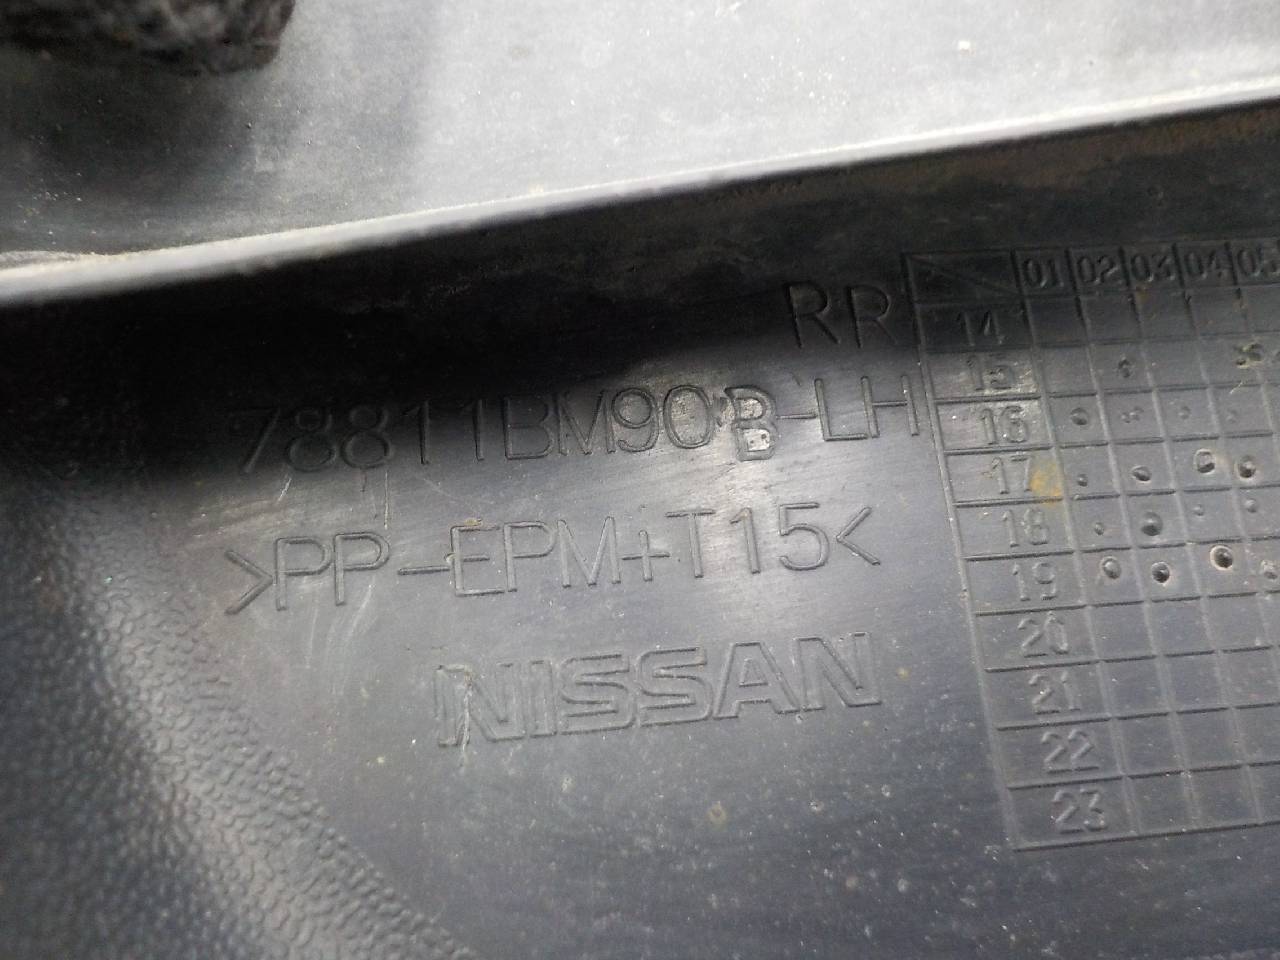 RR
78811BM90B-LH
>PP-EPM+T15<
NISSAN
01 02 03 04 05
14
15
16
17
18
19
20
21
22
23